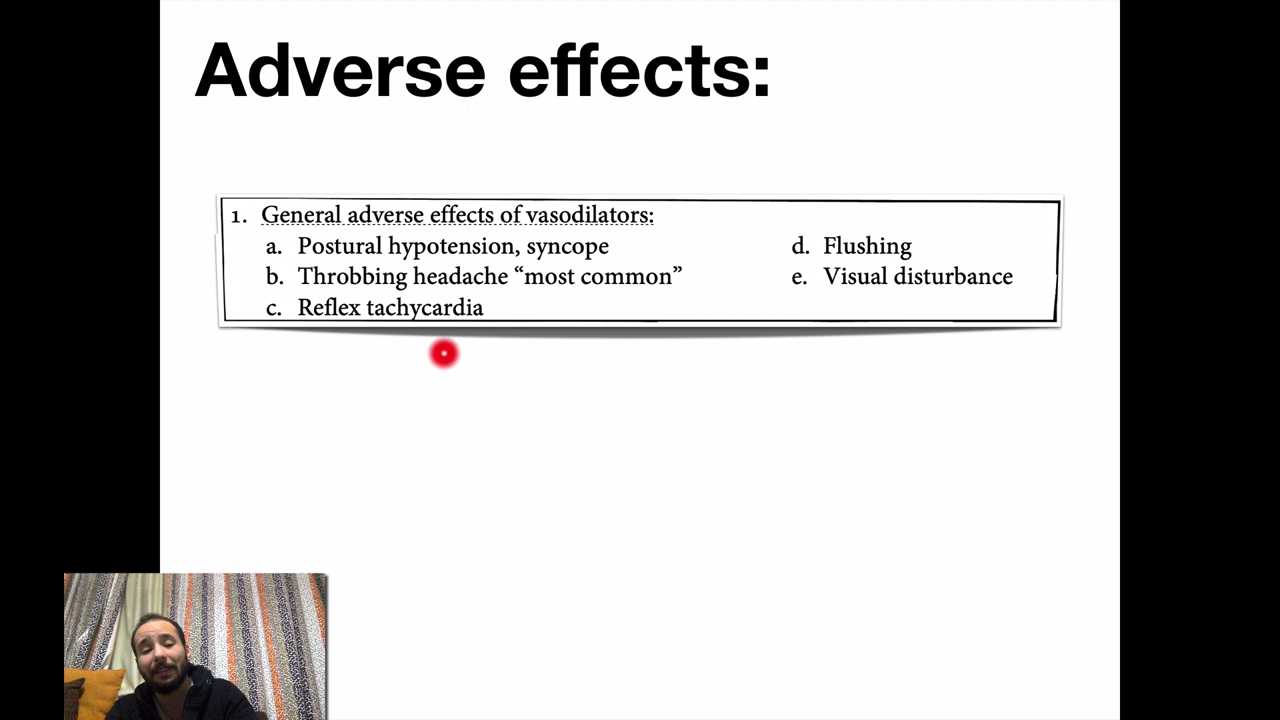 Adverse effects:
1. General adverse effects of vasodilators:
a. Postural hypotension, syncope
b. Throbbing headache “most common”
c. Reflex tachycardia
d. Flushing
e. Visual disturbance